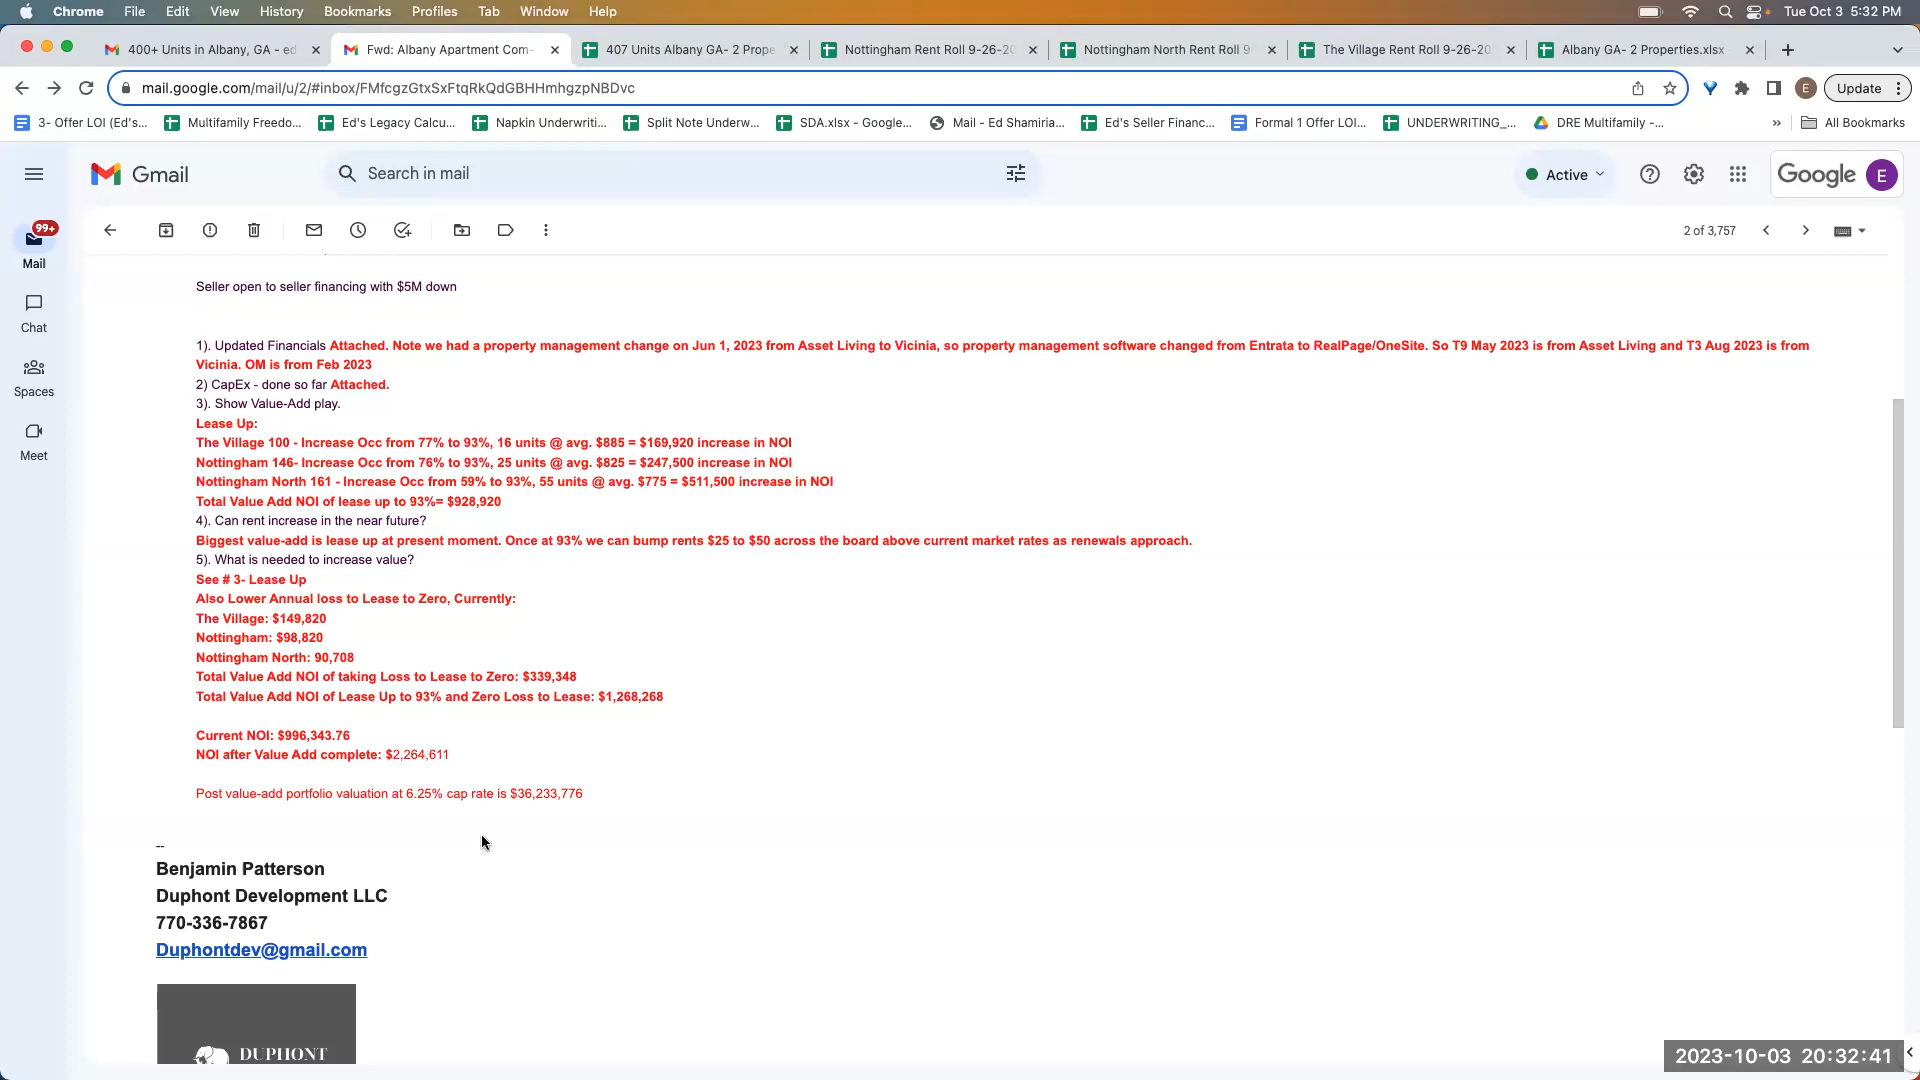 Chrome File Edit View History Bookmarks Profiles Tab Window Help Tue Oct 3 5:32 PM
400+ Units in Albany, GA - ed Fwd: Albany Apartment Com- 407 Units Albany GA- 2 Prope Nottingham Rent Roll 9-26-20 Nottingham North Rent Roll 9- The Village Rent Roll 9-26-20 Albany GA- 2 Properties.xlsx
mail.google.com/mail/u/2/#inbox/FMfcgzGtxSxFtqRkQdGBHHmhgzpNBDvc E Update
3- Offer LOI (Ed's... Multifamily Freedo... Ed's Legacy Calcu... Napkin Underwriti... Split Note Underw... SDA.xlsx - Google... Mail - Ed Shamiria... Ed's Seller Financ... Formal 1 Offer LOI... UNDERWRITING_... DRE Multifamily -... » All Bookmarks
Gmail Search in mail Active Google E
99+
Mail
Chat
Spaces
Meet
2 of 3,757
Seller open to seller financing with $5M down
1). Updated Financials Attached. Note we had a property management change on Jun 1, 2023 from Asset Living to Vicinia, so property management software changed from Entrata to RealPage/OneSite. So T9 May 2023 is from Asset Living and T3 Aug 2023 is from
Vicinia. OM is from Feb 2023
2) CapEx - done so far Attached.
3). Show Value-Add play.
Lease Up:
The Village 100 - Increase Occ from 77% to 93%, 16 units @ avg. $885 = $169,920 increase in NOI
Nottingham 146- Increase Occ from 76% to 93%, 25 units @ avg. $825 = $247,500 increase in NOI
Nottingham North 161 - Increase Occ from 59% to 93%, 55 units @ avg. $775 = $511,500 increase in NOI
Total Value Add NOI of lease up to 93%= $928,920
4). Can rent increase in the near future?
Biggest value-add is lease up at present moment. Once at 93% we can bump rents $25 to $50 across the board above current market rates as renewals approach.
5). What is needed to increase value?
See # 3- Lease Up
Also Lower Annual loss to Lease to Zero, Currently:
The Village: $149,820
Nottingham: $98,820
Nottingham North: 90,708
Total Value Add NOI of taking Loss to Lease to Zero: $339,348
Total Value Add NOI of Lease Up to 93% and Zero Loss to Lease: $1,268,268
Current NOI: $996,343.76
NOI after Value Add complete: $2,264,611
Post value-add portfolio valuation at 6.25% cap rate is $36,233,776
--
Benjamin Patterson
Duphont Development LLC
770-336-7867
Duphontdev@gmail.com
DUPHONT
2023-10-03 20:32:41